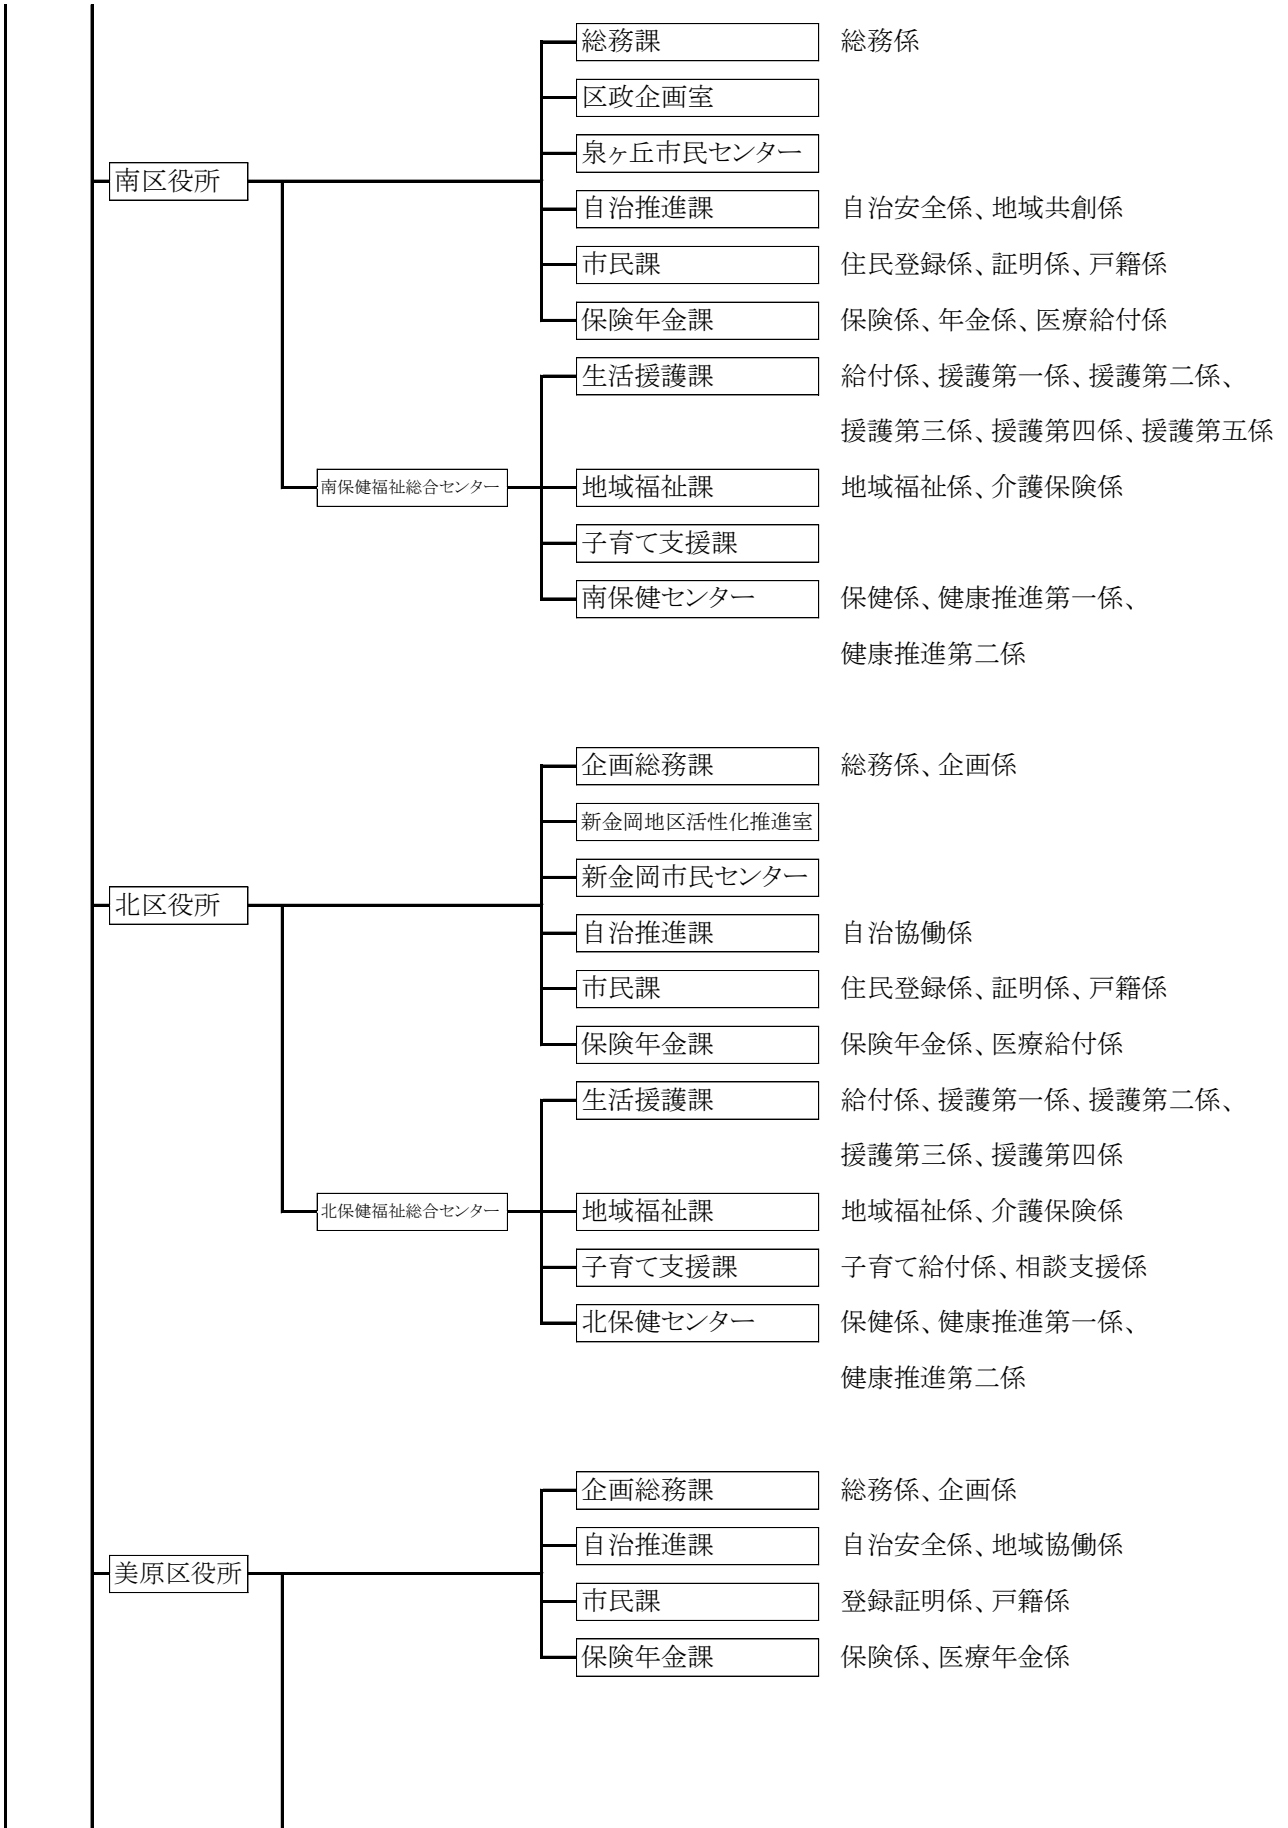 総務課 総務係
区政企画室
泉ヶ丘市民センター
南区役所
自治推進課 自治安全係、地域共創係
市民課 住民登録係、証明係、戸籍係
保険年金課 保険係、年金係、医療給付係
生活援護課 給付係、援護第一係、援護第二係、
援護第三係、援護第四係、援護第五係
南保健福祉総合センター 地域福祉課 地域福祉係、介護保険係
子育て支援課
南保健センター 保健係、健康推進第一係、
健康推進第二係
企画総務課 総務係、企画係
新金岡地区活性化推進室
新金岡市民センター
北区役所
自治推進課 自治協働係
市民課 住民登録係、証明係、戸籍係
保険年金課 保険年金係、医療給付係
生活援護課 給付係、援護第一係、援護第二係、
援護第三係、援護第四係
北保健福祉総合センター 地域福祉課 地域福祉係、介護保険係
子育て支援課 子育て給付係、相談支援係
北保健センター 保健係、健康推進第一係、
健康推進第二係
企画総務課 総務係、企画係
自治推進課 自治安全係、地域協働係
美原区役所
市民課 登録証明係、戸籍係
保険年金課 保険係、医療年金係